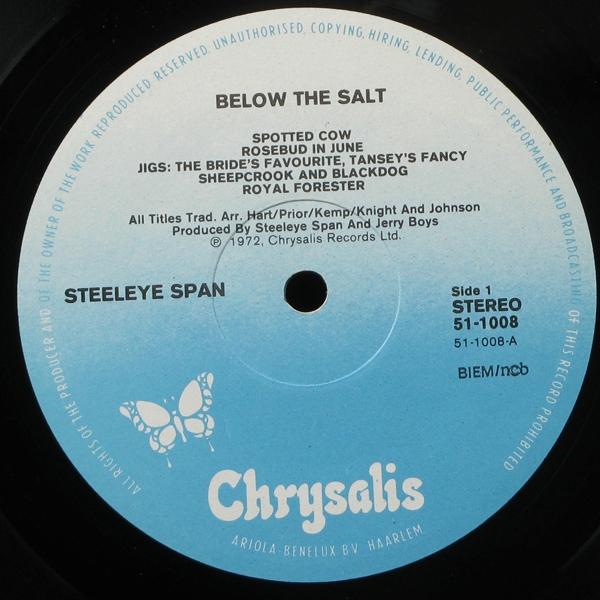 ALL RIGHTS OF THE PRODUCER AND OF THE OWNER OF THE WORK REPRODUCED RESERVED. UNAUTHORISED, COPYING, HIRING, LENDING, PUBLIC PERFORMANCE AND BROADCASTING OF THIS RECORD PROHIBITED
BELOW THE SALT
SPOTTED COW
ROSEBUD IN JUNE
JIGS: THE BRIDE'S FAVOURITE, TANSEY'S FANCY
SHEEPCROOK AND BLACKDOG
ROYAL FORESTER
All Titles Trad. Arr. Hart/Prior/Kemp/Knight And Johnson
Produced By Steeleye Span And Jerry Boys
℗ 1972, Chrysalis Records Ltd.
STEELEYE SPAN
Side 1
STEREO
51-1008
51-1008-A
BIEM/ncb
Chrysalis
ARIOLA-BENELUX B.V. HAARLEM